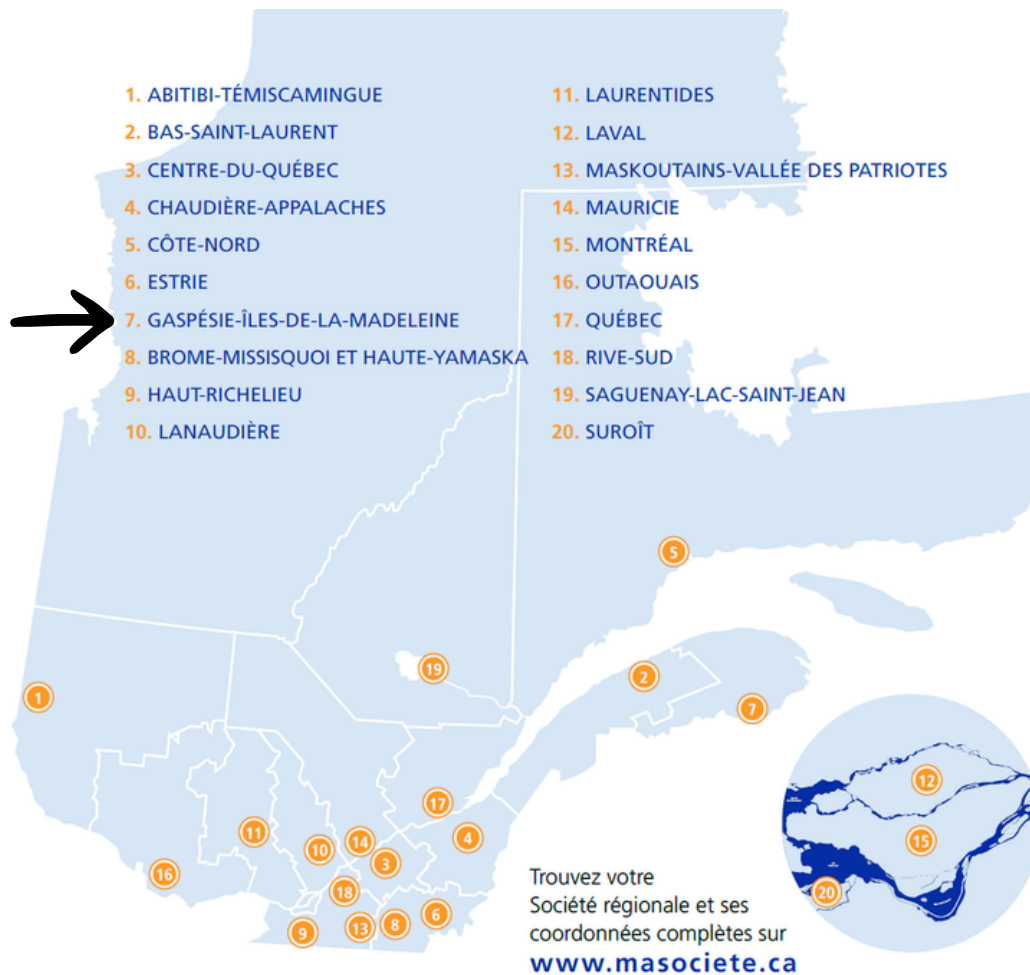 1. ABITIBI-TÉMISCAMINGUE
2. BAS-SAINT-LAURENT
3. CENTRE-DU-QUÉBEC
4. CHAUDIÈRE-APPALACHES
5. CÔTE-NORD
6. ESTRIE
7. GASPÉSIE-ÎLES-DE-LA-MADELEINE
8. BROME-MISSISQUOI ET HAUTE-YAMASKA
9. HAUT-RICHELIEU
10. LANAUDIÈRE
11. LAURENTIDES
12. LAVAL
13. MASKOUTAINS-VALLÉE DES PATRIOTES
14. MAURICIE
15. MONTRÉAL
16. OUTAOUAIS
17. QUÉBEC
18. RIVE-SUD
19. SAGUENAY-LAC-SAINT-JEAN
20. SUROÎT
5
19
2
1
7
12
17
11
14
4
15
10
3
16
18
20
6
9
13
8
Trouvez votre
Société régionale et ses
coordonnées complètes sur
www.masociete.ca